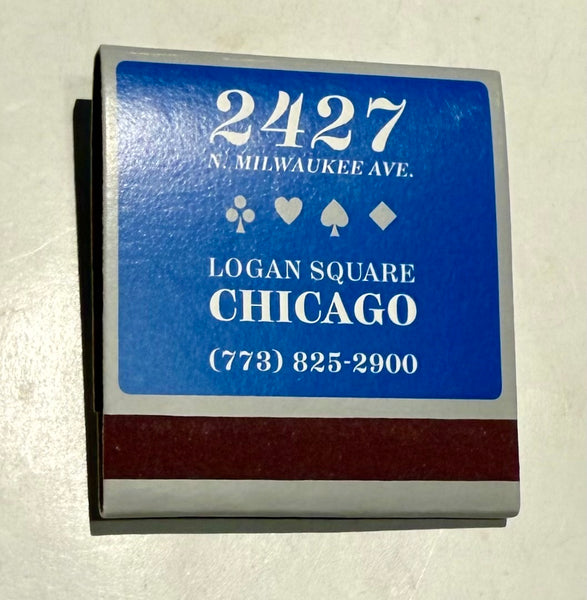 2427
N. MILWAUKEE AVE.
LOGAN SQUARE
CHICAGO
(773) 825-2900